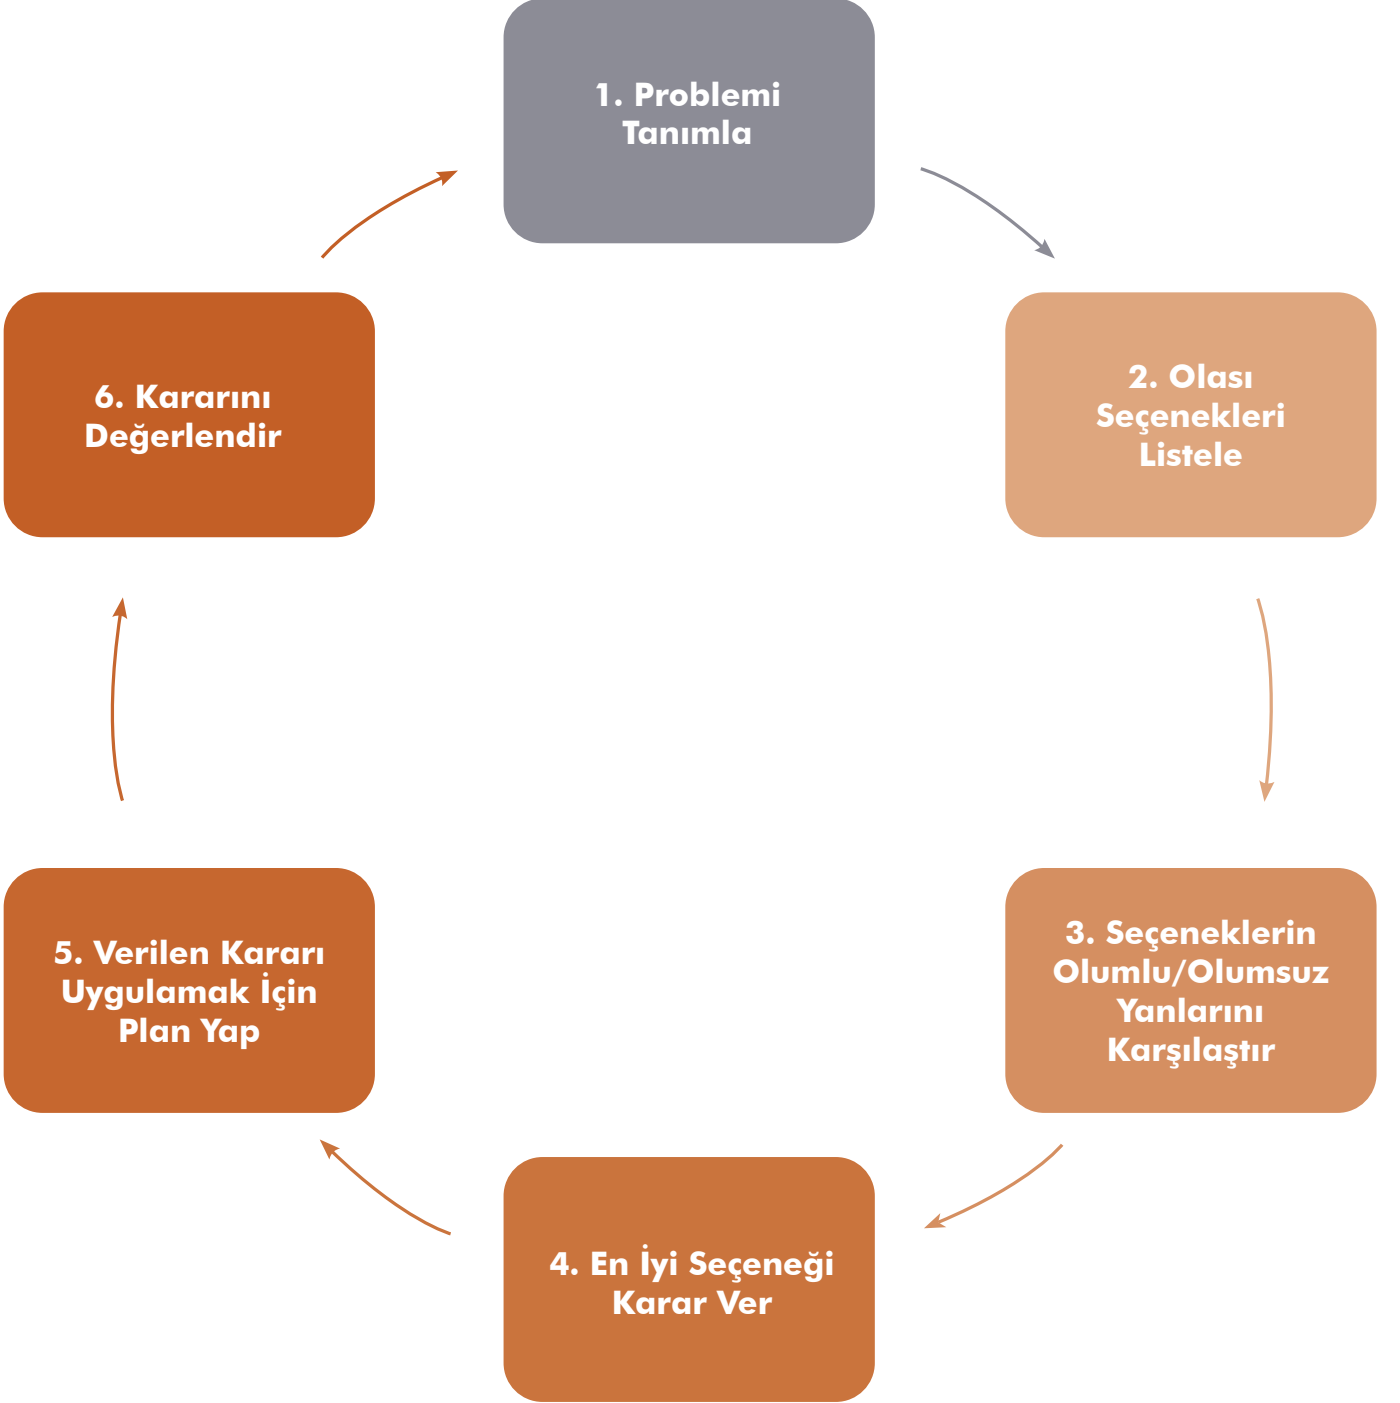 1. Problemi
Tanımla
2. Olası
Seçenekleri
Listele
3. Seçeneklerin
Olumlu/Olumsuz
Yanlarını
Karşılaştır
4. En İyi Seçeneği
Karar Ver
5. Verilen Kararı
Uygulamak İçin
Plan Yap
6. Kararını
Değerlendir